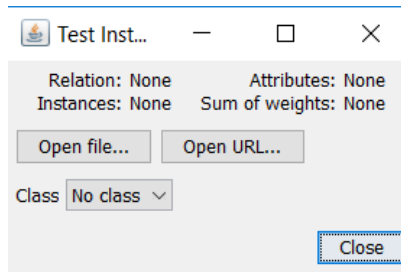 Test Inst...
Relation: None Attributes: None
Instances: None Sum of weights: None
Open file... Open URL...
Class No class
Close